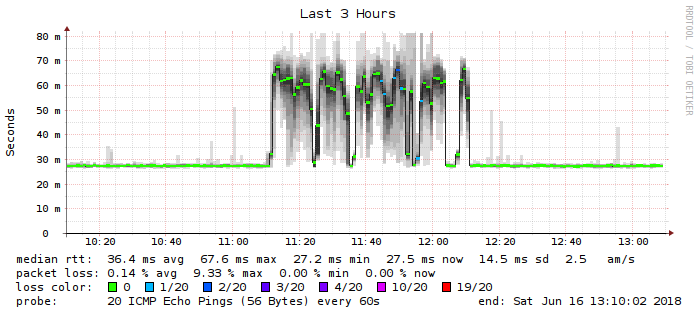 Last 3 Hours
RRDTOOL / TOBI OETIKER
Seconds
80 m
70 m
60 m
50 m
40 m
30 m
20 m
10 m
0
10:20 10:40 11:00 11:20 11:40 12:00 12:20 12:40 13:00
median rtt: 36.4 ms avg 67.6 ms max 27.2 ms min 27.5 ms now 14.5 ms sd 2.5 am/s
packet loss: 0.14 % avg 9.33 % max 0.00 % min 0.00 % now
loss color: 0 1/20 2/20 3/20 4/20 10/20 19/20
probe: 20 ICMP Echo Pings (56 Bytes) every 60s end: Sat Jun 16 13:10:02 2018